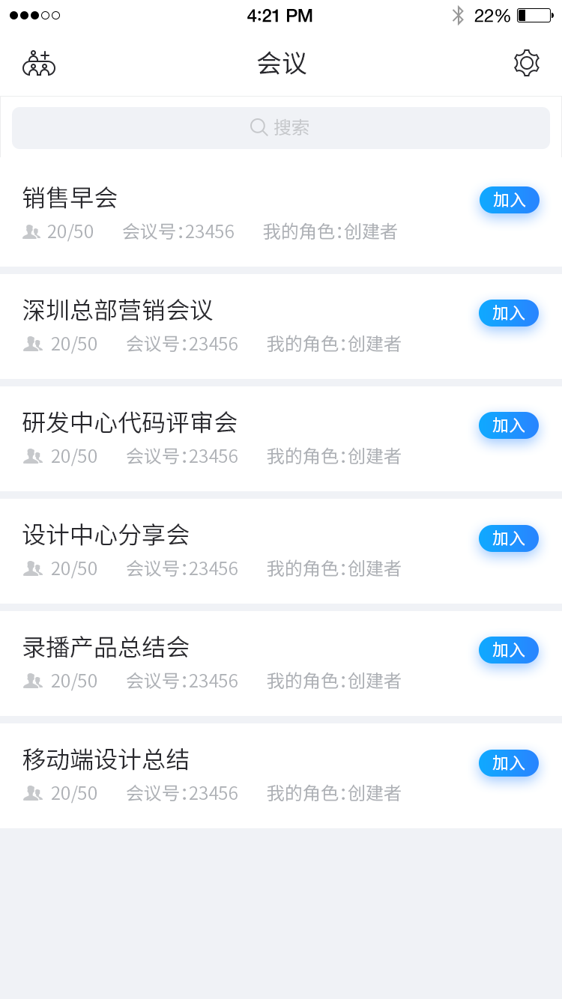 4:21 PM 22%
会议
搜索
销售早会 加入
20/50 会议号:23456 我的角色:创建者
深圳总部营销会议 加入
20/50 会议号:23456 我的角色:创建者
研发中心代码评审会 加入
20/50 会议号:23456 我的角色:创建者
设计中心分享会 加入
20/50 会议号:23456 我的角色:创建者
录播产品总结会 加入
20/50 会议号:23456 我的角色:创建者
移动端设计总结 加入
20/50 会议号:23456 我的角色:创建者